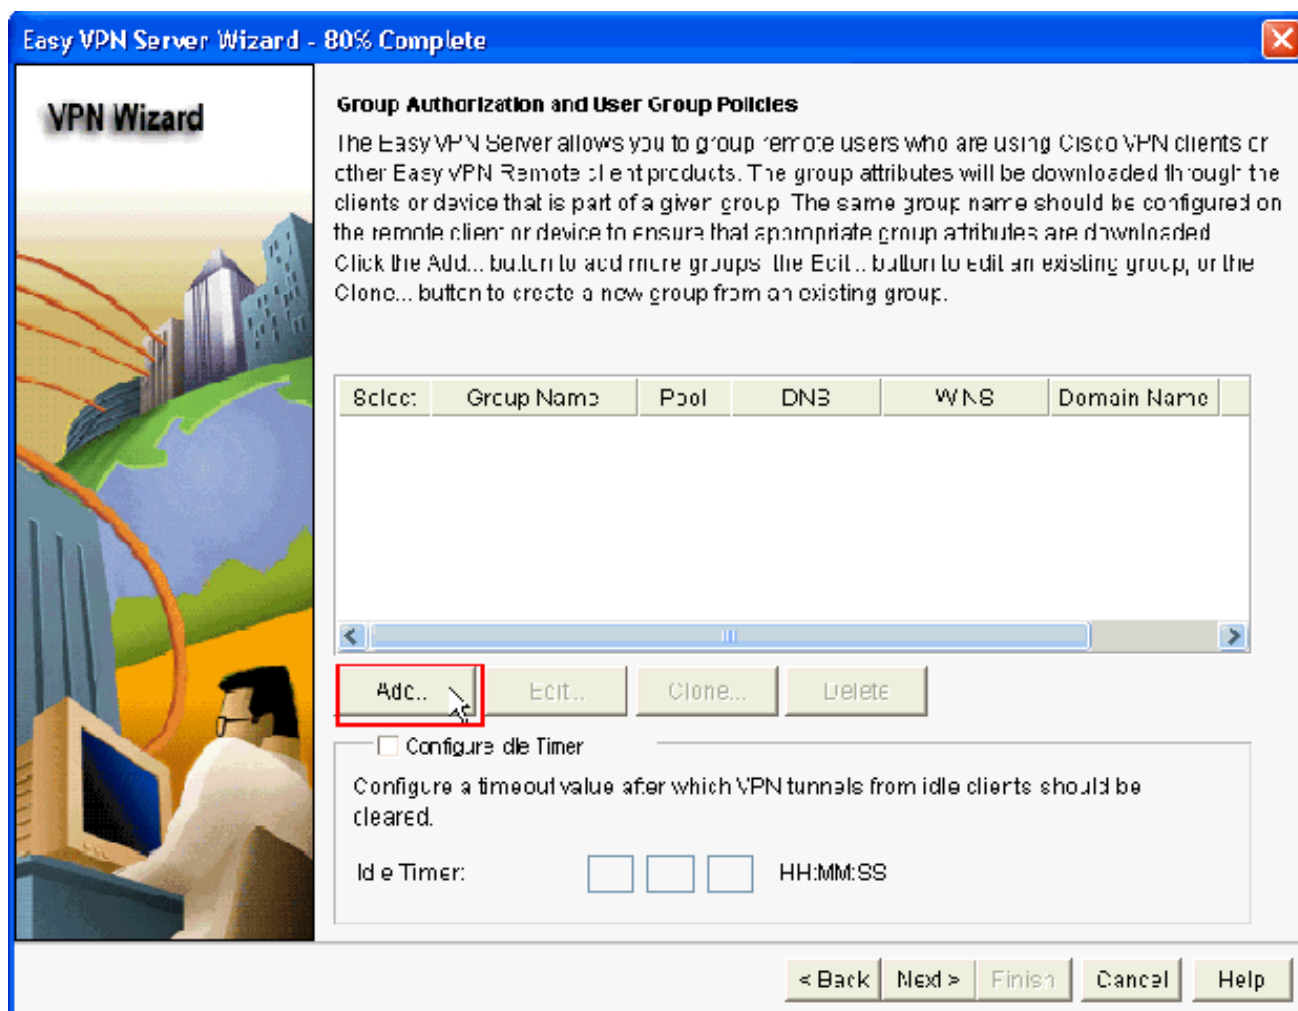 Easy VPN Server Wizard - 80% Complete
VPN Wizard
Group Authorization and User Group Policies
The Easy VPN Server allows you to group remote users who are using Cisco VPN clients or
other Easy VPN Remote client products. The group attributes will be downloaded through the
clients or device that is part of a given group. The same group name should be configured on
the remote client or device to ensure that appropriate group attributes are downloaded.
Click the Add... button to add more groups, the Edit... button to edit an existing group, or the
Clone... button to create a new group from an existing group.
Select Group Name Pool DNS WINS Domain Name
Add... Edit... Clone... Delete
Configure Idle Timer
Configure a timeout value after which VPN tunnels from idle clients should be
cleared.
Idle Timer: HH:MM:SS
< Back Next > Finish Cancel Help